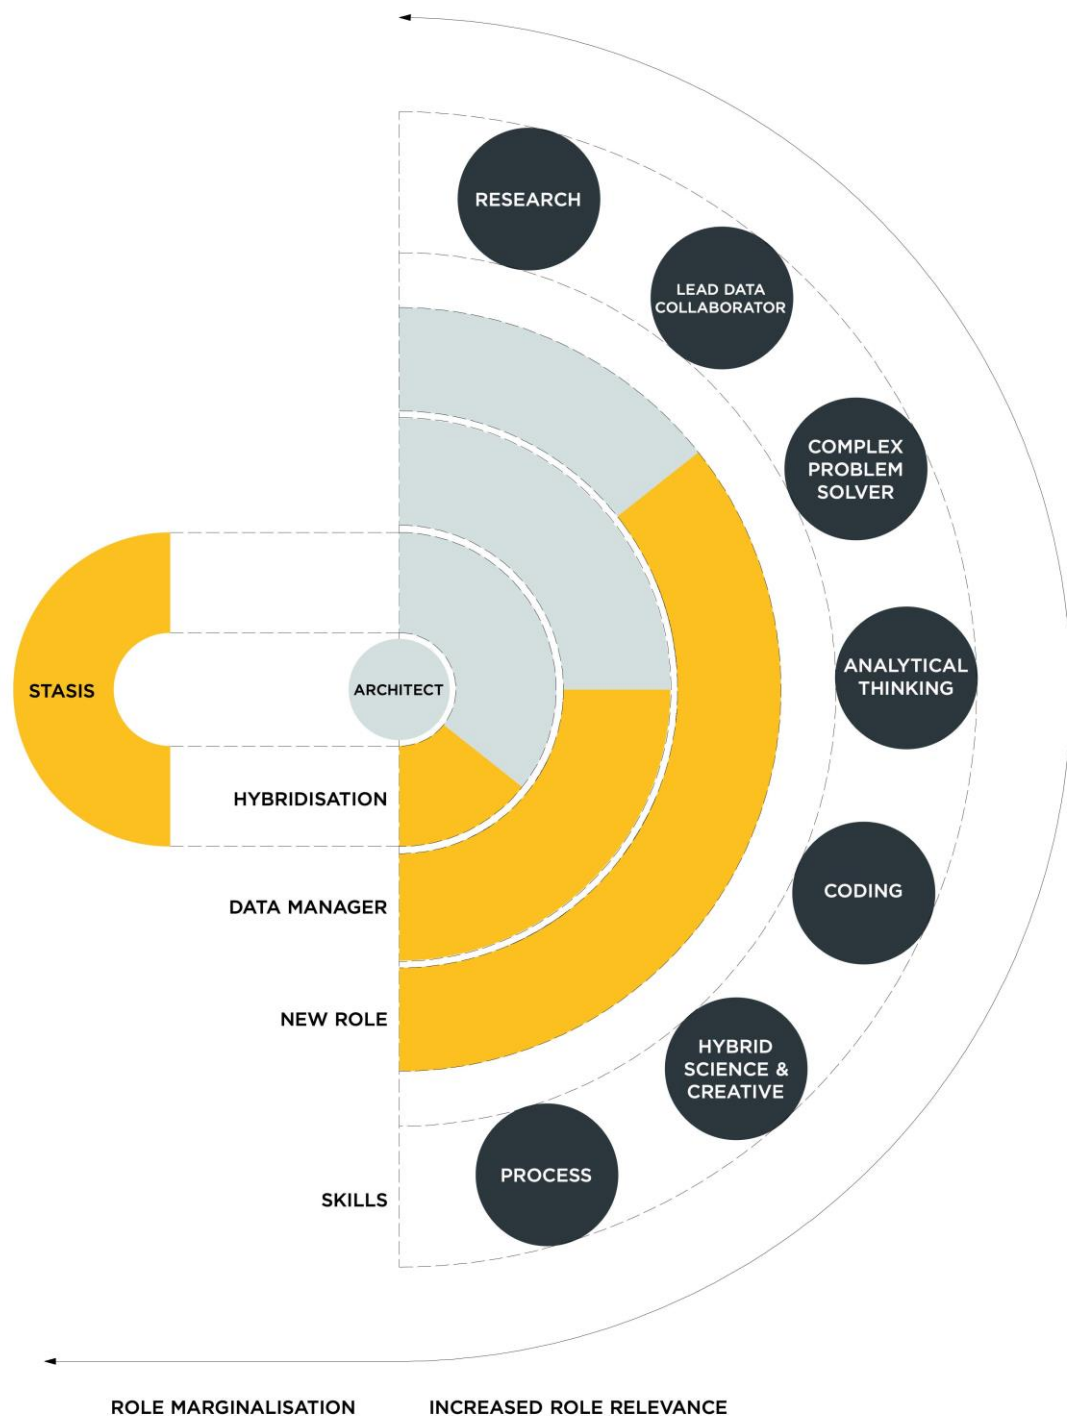 RESEARCH
LEAD DATA
COLLABORATOR
COMPLEX
PROBLEM
SOLVER
ANALYTICAL
THINKING
STASIS
ARCHITECT
HYBRIDISATION
CODING
DATA MANAGER
NEW ROLE
HYBRID
SCIENCE &
CREATIVE
PROCESS
SKILLS
ROLE MARGINALISATION
INCREASED ROLE RELEVANCE